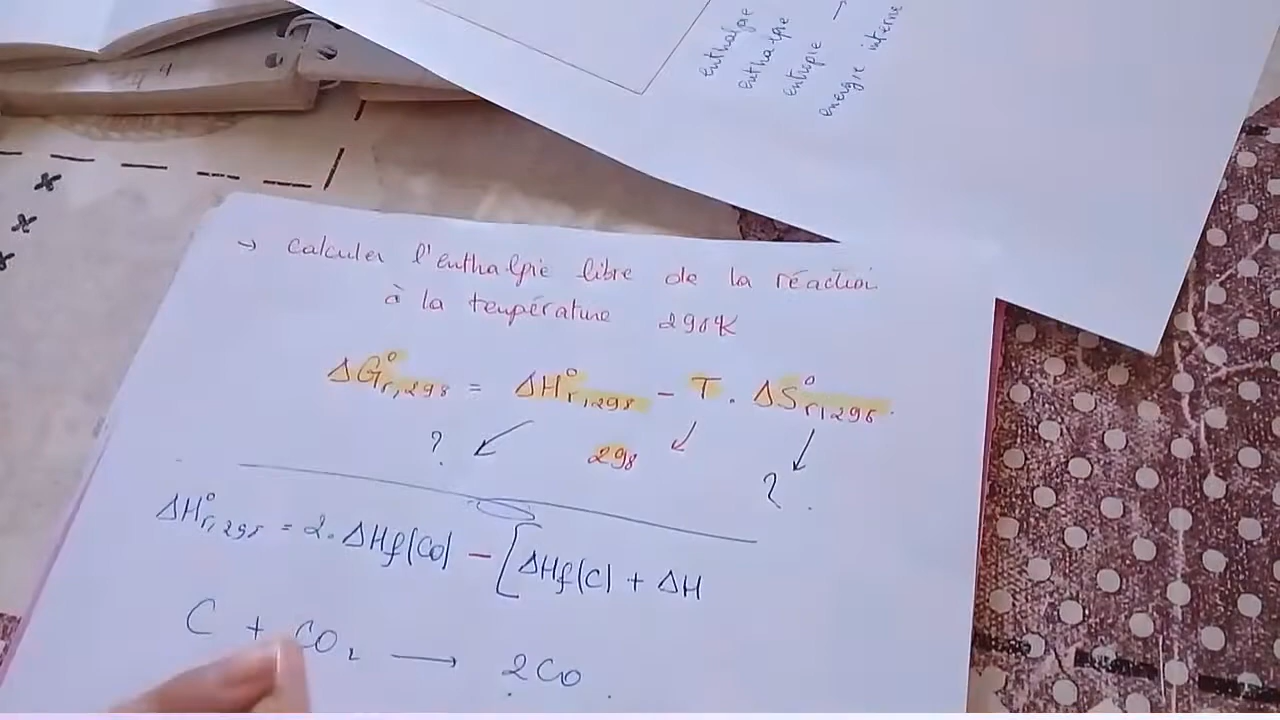 enthalpie
enthalpie
entropie →
energie interne
→ Calculer l'enthalpie libre de la réaction
à la température 298K
ΔG°r,298 = ΔH°r,298 - T . ΔS°r,298.
? 298 ?
ΔH°r,298 = 2.ΔHf(CO) - [ΔHf(C) + ΔH
C + CO2 → 2CO